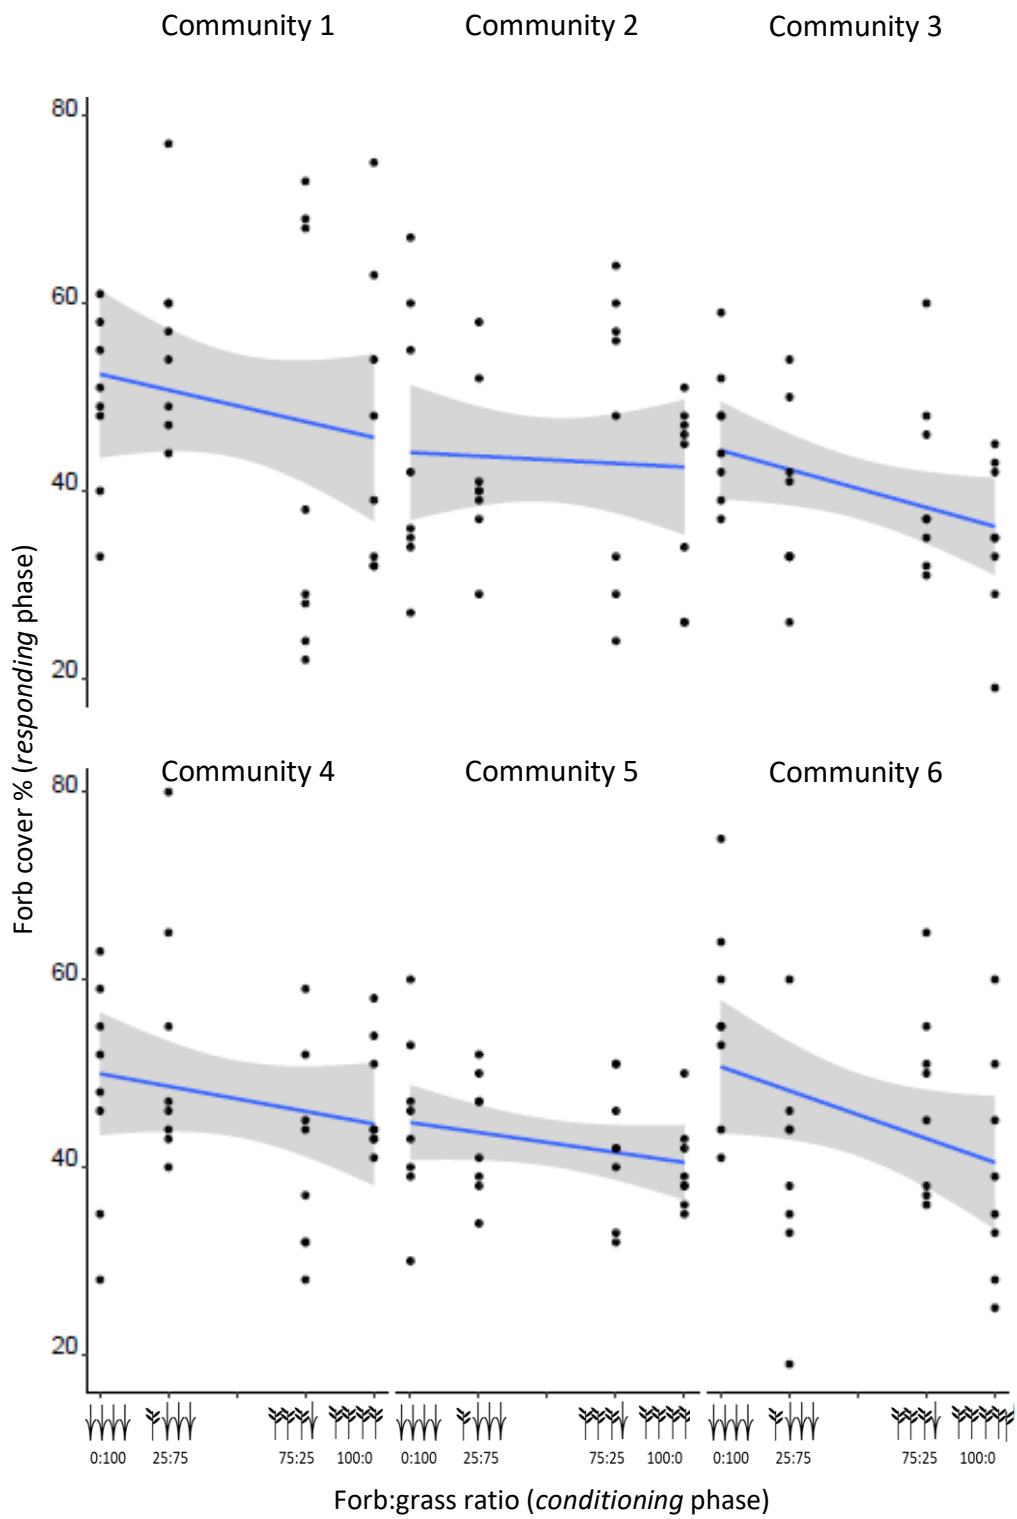 Community 1 Community 2 Community 3
80
60
40
20
Forb cover % (responding phase)
Community 4 Community 5 Community 6
80
60
40
20
0:100 25:75 75:25 100:0 0:100 25:75 75:25 100:0 0:100 25:75 75:25 100:0
Forb:grass ratio (conditioning phase)